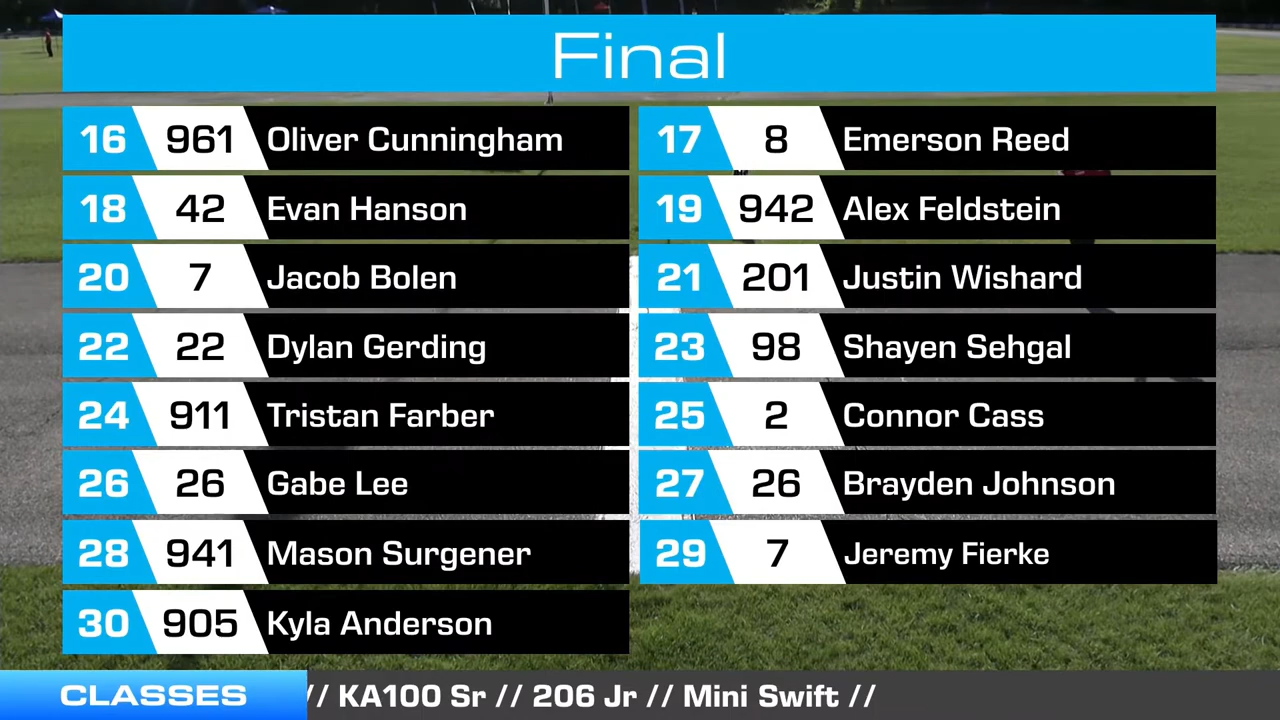 Final
16 961 Oliver Cunningham
17 8 Emerson Reed
18 42 Evan Hanson
19 942 Alex Feldstein
20 7 Jacob Bolen
21 201 Justin Wishard
22 22 Dylan Gerding
23 98 Shayen Sehgal
24 911 Tristan Farber
25 2 Connor Cass
26 26 Gabe Lee
27 26 Brayden Johnson
28 941 Mason Surgener
29 7 Jeremy Fierke
30 905 Kyla Anderson
CLASSES // KA100 Sr // 206 Jr // Mini Swift //